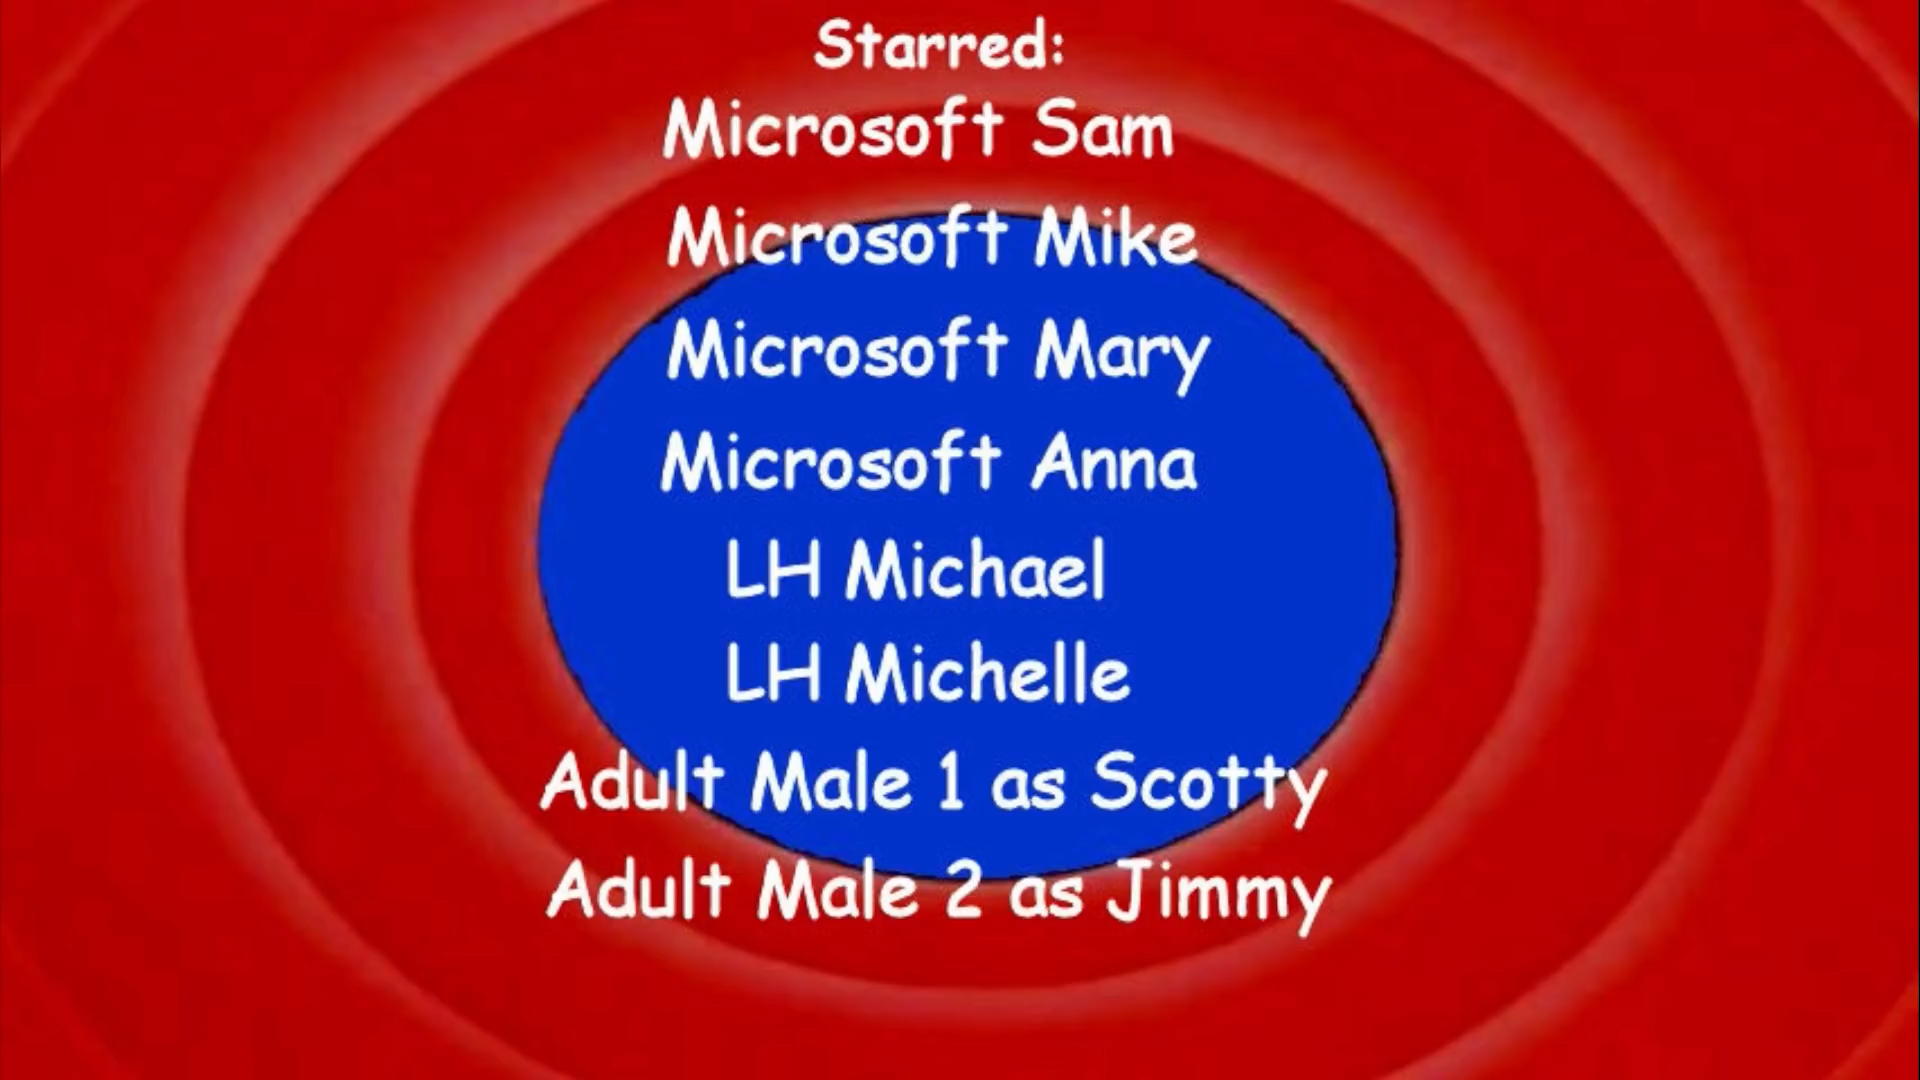 Starred:
Microsoft Sam
Microsoft Mike
Microsoft Mary
Microsoft Anna
LH Michael
LH Michelle
Adult Male 1 as Scotty
Adult Male 2 as Jimmy